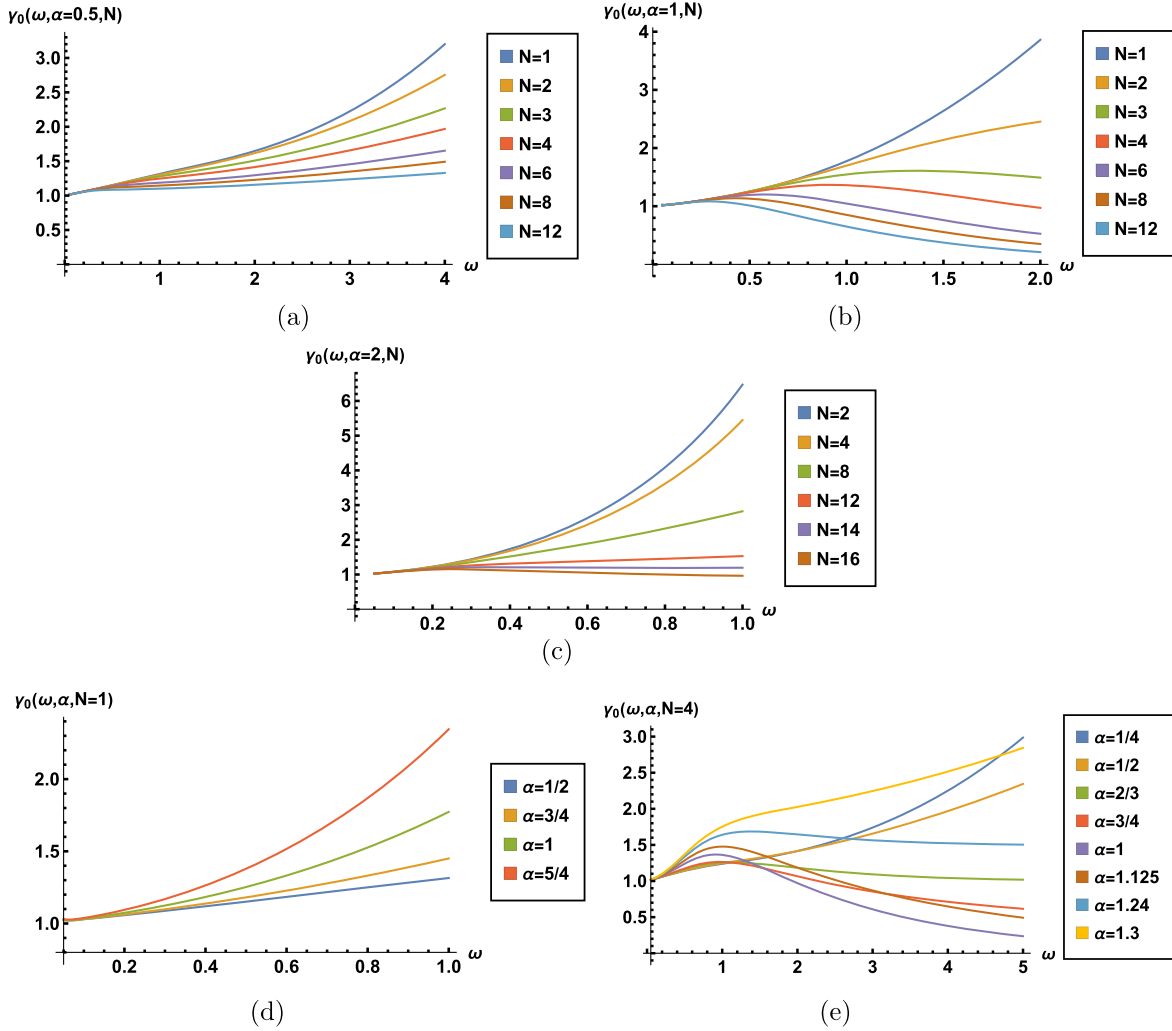 γ₀(ω,α=0.5,N)
3.0
2.5
2.0
1.5
1.0
0.5
1 2 3 4 ω
N=1
N=2
N=3
N=4
N=6
N=8
N=12
(a)
γ₀(ω,α=1,N)
4
3
2
1
0.5 1.0 1.5 2.0 ω
N=1
N=2
N=3
N=4
N=6
N=8
N=12
(b)
γ₀(ω,α=2,N)
6
5
4
3
2
1
0.2 0.4 0.6 0.8 1.0 ω
N=2
N=4
N=8
N=12
N=14
N=16
(c)
γ₀(ω,α,N=1)
2.0
1.5
1.0
0.2 0.4 0.6 0.8 1.0 ω
α=1/2
α=3/4
α=1
α=5/4
(d)
γ₀(ω,α,N=4)
3.0
2.5
2.0
1.5
1.0
0.5
1 2 3 4 5 ω
α=1/4
α=1/2
α=2/3
α=3/4
α=1
α=1.125
α=1.24
α=1.3
(e)